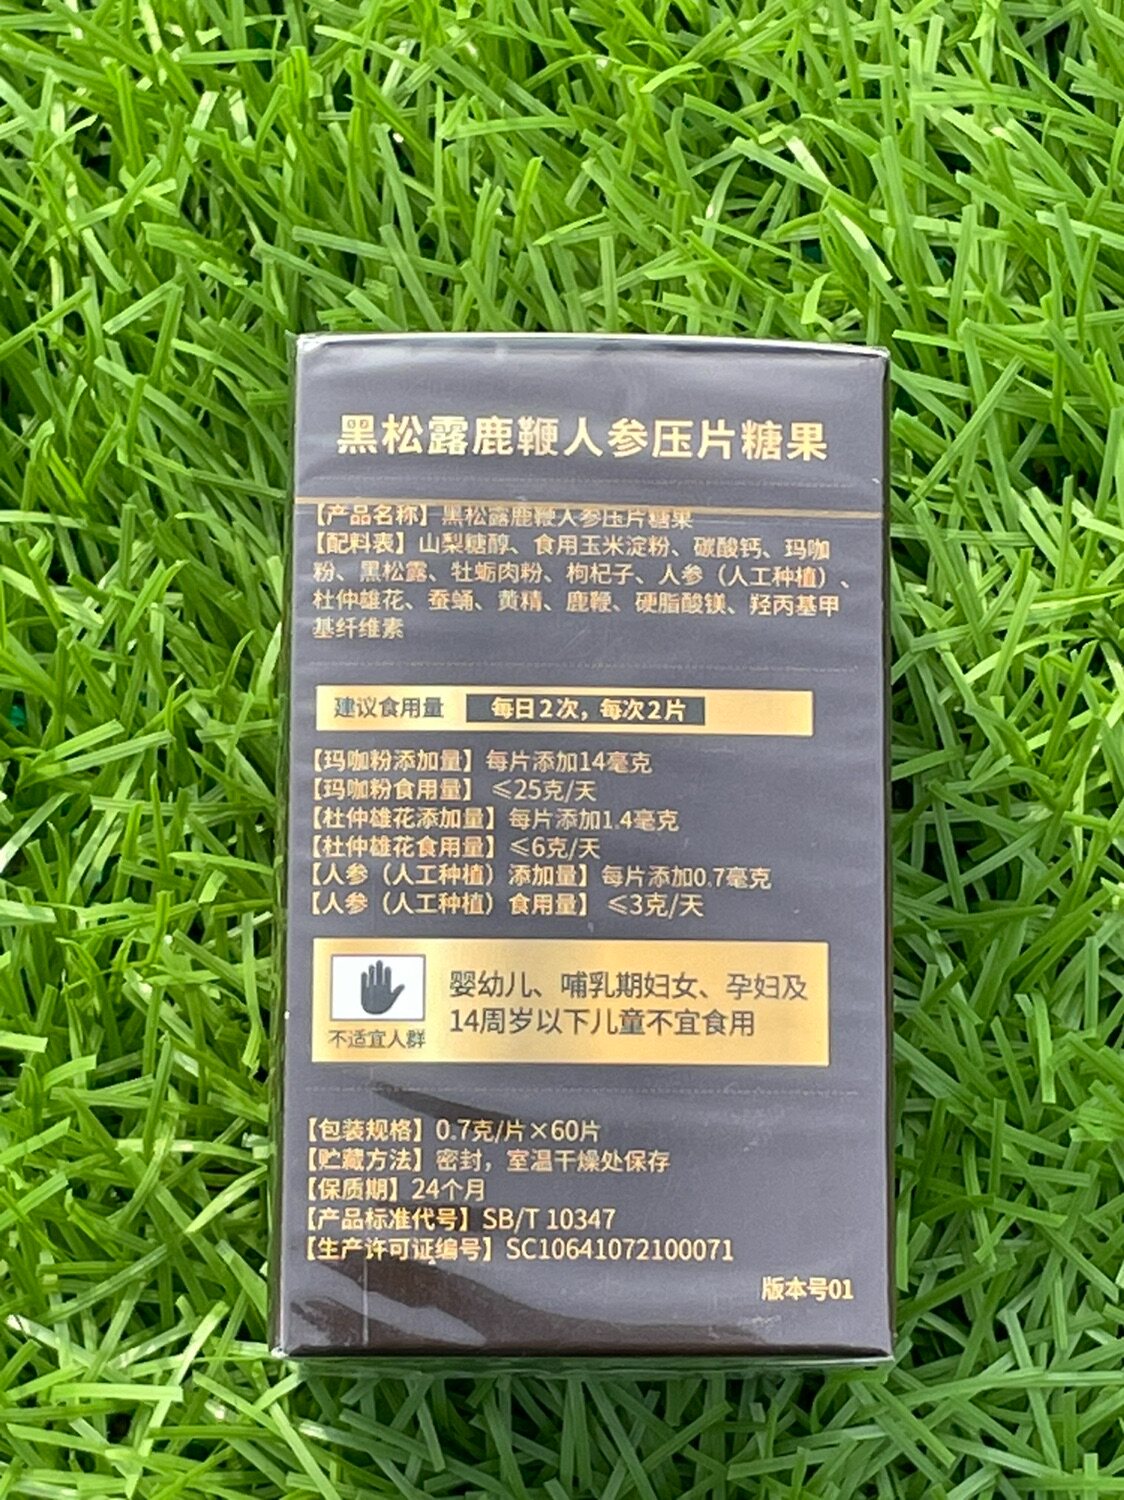 黑松露鹿鞭人参压片糖果
【产品名称】黑松露鹿鞭人参压片糖果
【配料表】山梨糖醇、食用玉米淀粉、碳酸钙、玛咖
粉、黑松露、牡蛎肉粉、枸杞子、人参（人工种植）、
杜仲雄花、蚕蛹、黄精、鹿鞭、硬脂酸镁、羟丙基甲
基纤维素
建议食用量 每日2次，每次2片
【玛咖粉添加量】每片添加14毫克
【玛咖粉食用量】≤25克/天
【杜仲雄花添加量】每片添加1.4毫克
【杜仲雄花食用量】≤6克/天
【人参（人工种植）添加量】每片添加0.7毫克
【人参（人工种植）食用量】≤3克/天
婴幼儿、哺乳期妇女、孕妇及
14周岁以下儿童不宜食用
不适宜人群
【包装规格】0.7克/片×60片
【贮藏方法】密封，室温干燥处保存
【保质期】24个月
【产品标准代号】SB/T 10347
【生产许可证编号】SC10641072100071
版本号01